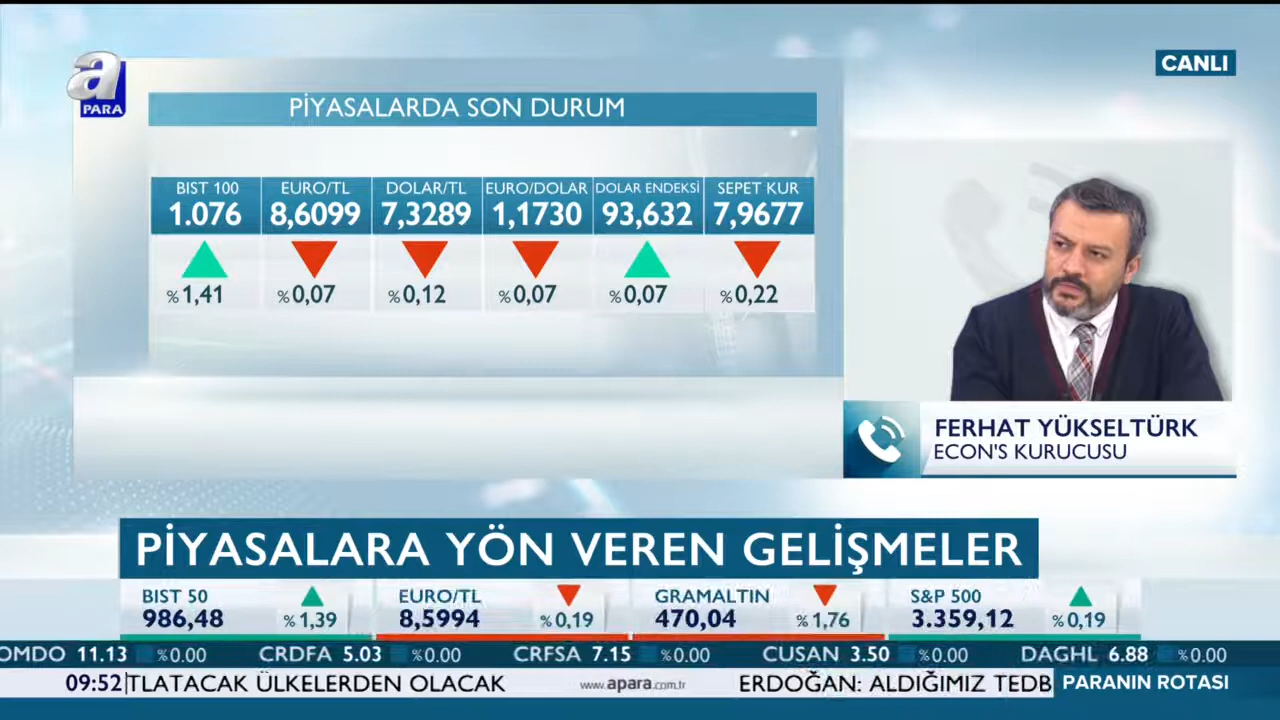 a
PARA
CANLI
PİYASALARDA SON DURUM
BIST 100 EURO/TL DOLAR/TL EURO/DOLAR DOLAR ENDEKSİ SEPET KUR
1.076 8,6099 7,3289 1,1730 93,632 7,9677
%1,41 %0,07 %0,12 %0,07 %0,07 %0,22
FERHAT YÜKSELTÜRK
ECON'S KURUCUSU
PİYASALARA YÖN VEREN GELİŞMELER
BIST 50 EURO/TL GRAMALTIN S&P 500
986,48 %1,39 8,5994 %0,19 470,04 %1,76 3.359,12 %0,19
OMDO 11.13 %0.00 CRDFA 5.03 %0.00 CRFSA 7.15 %0.00 CUSAN 3.50 %0.00 DAGHL 6.88 %0.00
09:52 TLATACAK ÜLKELERDEN OLACAK www.apara.com.tr ERDOĞAN: ALDIĞIMIZ TEDB PARANIN ROTASI